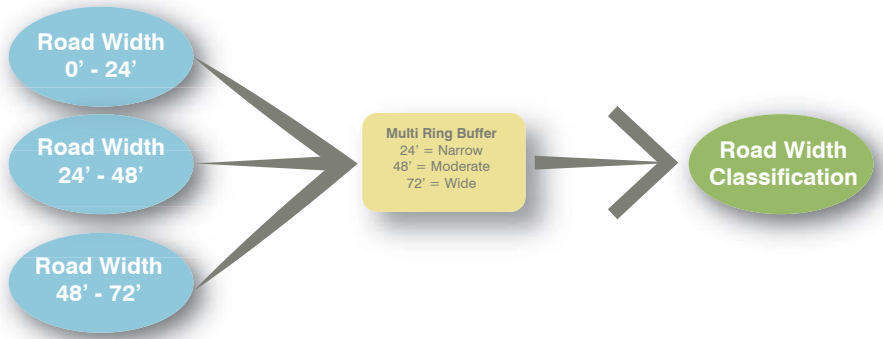 Road Width
0’ - 24’
Road Width
24’ - 48’
Road Width
48’ - 72’
Multi Ring Buffer
24’ = Narrow
48’ = Moderate
72’ = Wide
Road Width
Classification